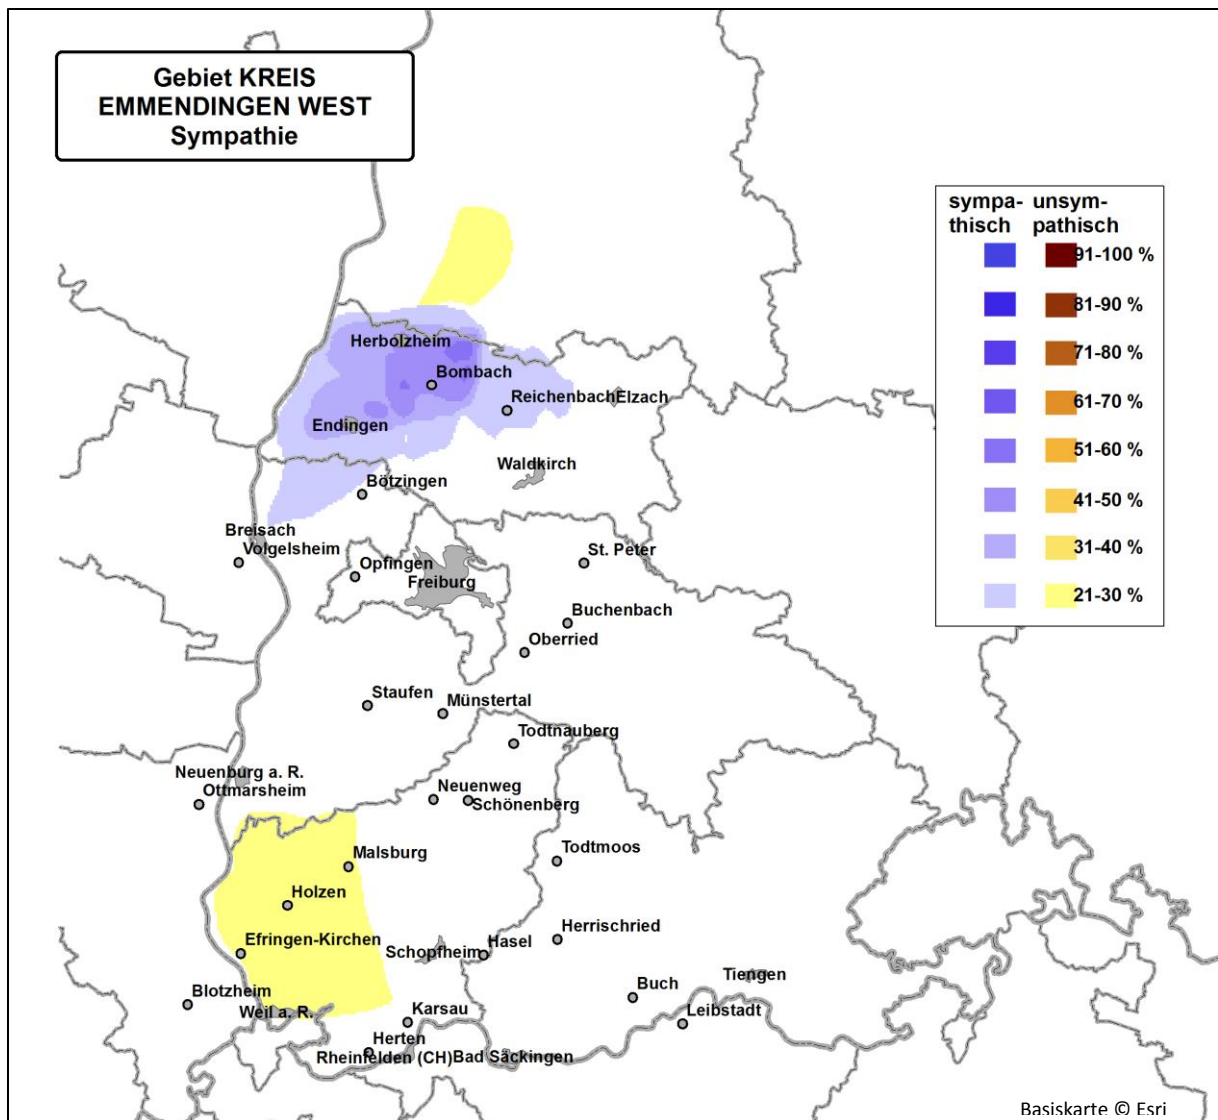 Gebiet KREIS
EMMENDINGEN WEST
Sympathie
sympa-
thisch
unsym-
pathisch
91-100 %
81-90 %
71-80 %
61-70 %
51-60 %
41-50 %
31-40 %
21-30 %
Herbolzheim
Bombach
Reichenbach
Elzach
Endingen
Waldkirch
Bötzingen
Breisach
Volgelsheim
Opfingen
Freiburg
St. Peter
Buchenbach
Oberried
Staufen
Münstertal
Todtnauberg
Neuenburg a. R.
Ottmarsheim
Neuenweg
Schönenberg
Malsburg
Todtmoos
Holzen
Efringen-Kirchen
Schopfheim
Hasel
Herrischried
Blotzheim
Weil a. R.
Karsau
Buch
Tiengen
Leibstadt
Herten
Rheinfelden (CH)
Bad Säckingen
Basiskarte © Esri